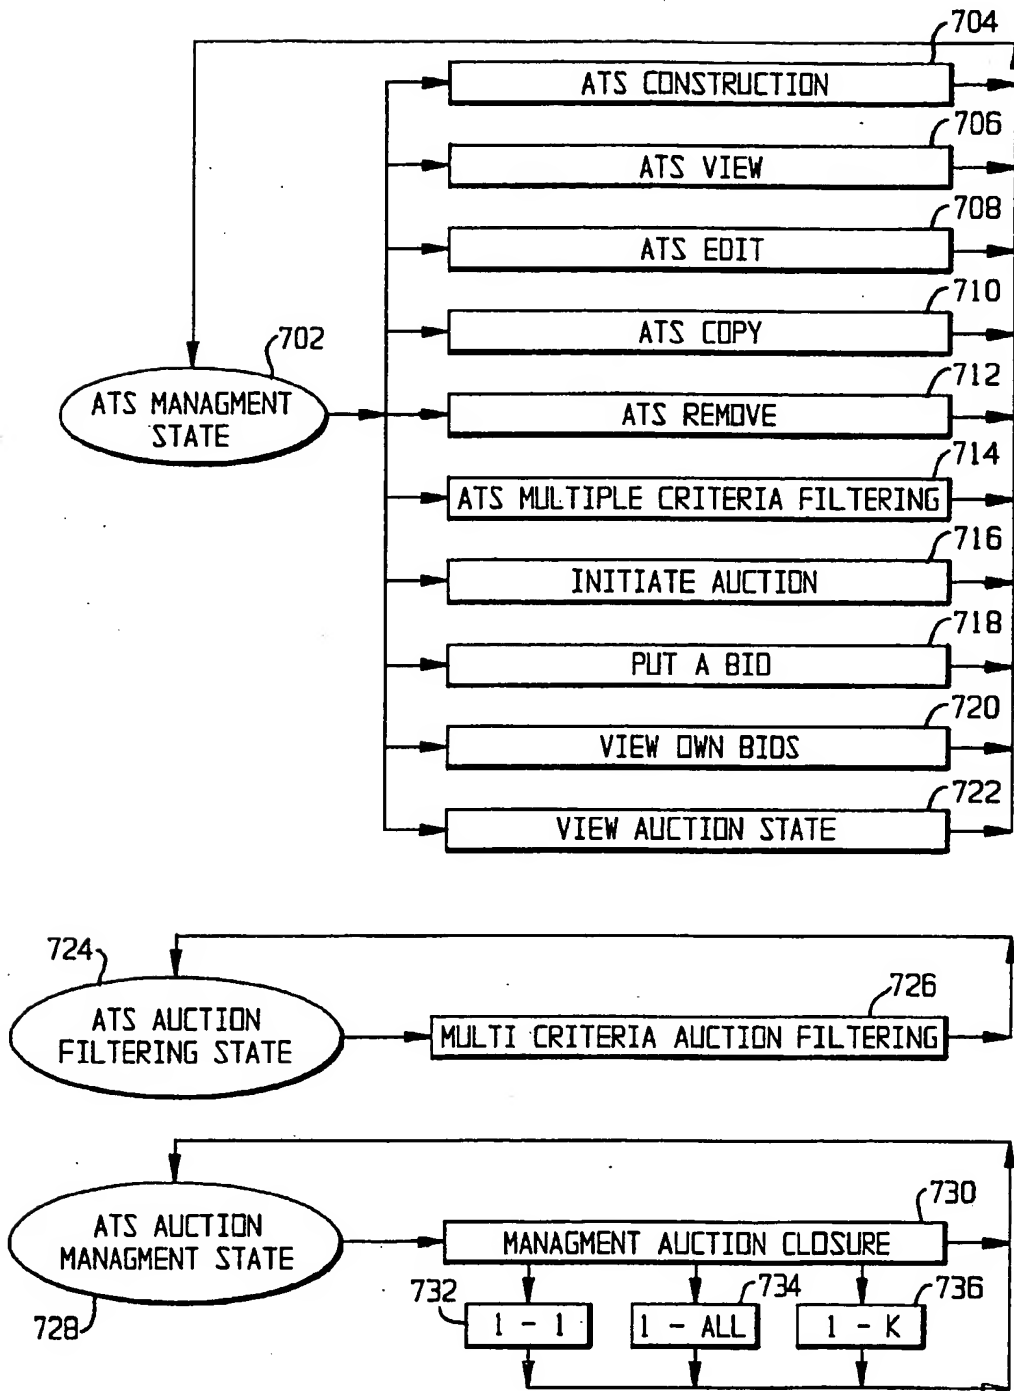 704
ATS CONSTRUCTION
706
ATS VIEW
708
ATS EDIT
710
ATS COPY
702
ATS MANAGMENT
STATE
712
ATS REMOVE
714
ATS MULTIPLE CRITERIA FILTERING
716
INITIATE AUCTION
718
PUT A BID
720
VIEW OWN BIDS
722
VIEW AUCTION STATE
724
ATS AUCTION
FILTERING STATE
726
MULTI CRITERIA AUCTION FILTERING
ATS AUCTION
MANAGMENT STATE
728
730
MANAGMENT AUCTION CLOSURE
732
1 - 1
734
1 - ALL
736
1 - K